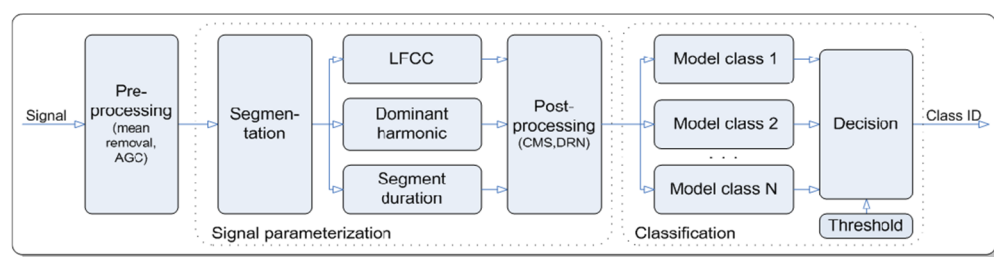 Signal
Pre-
processing
(mean
removal,
AGC)
Segmen-
tation
LFCC
Dominant
harmonic
Segment
duration
Post-
processing
(CMS,DRN)
Signal parameterization
Model class 1
Model class 2
. . .
Model class N
Decision
Threshold
Classification
Class ID